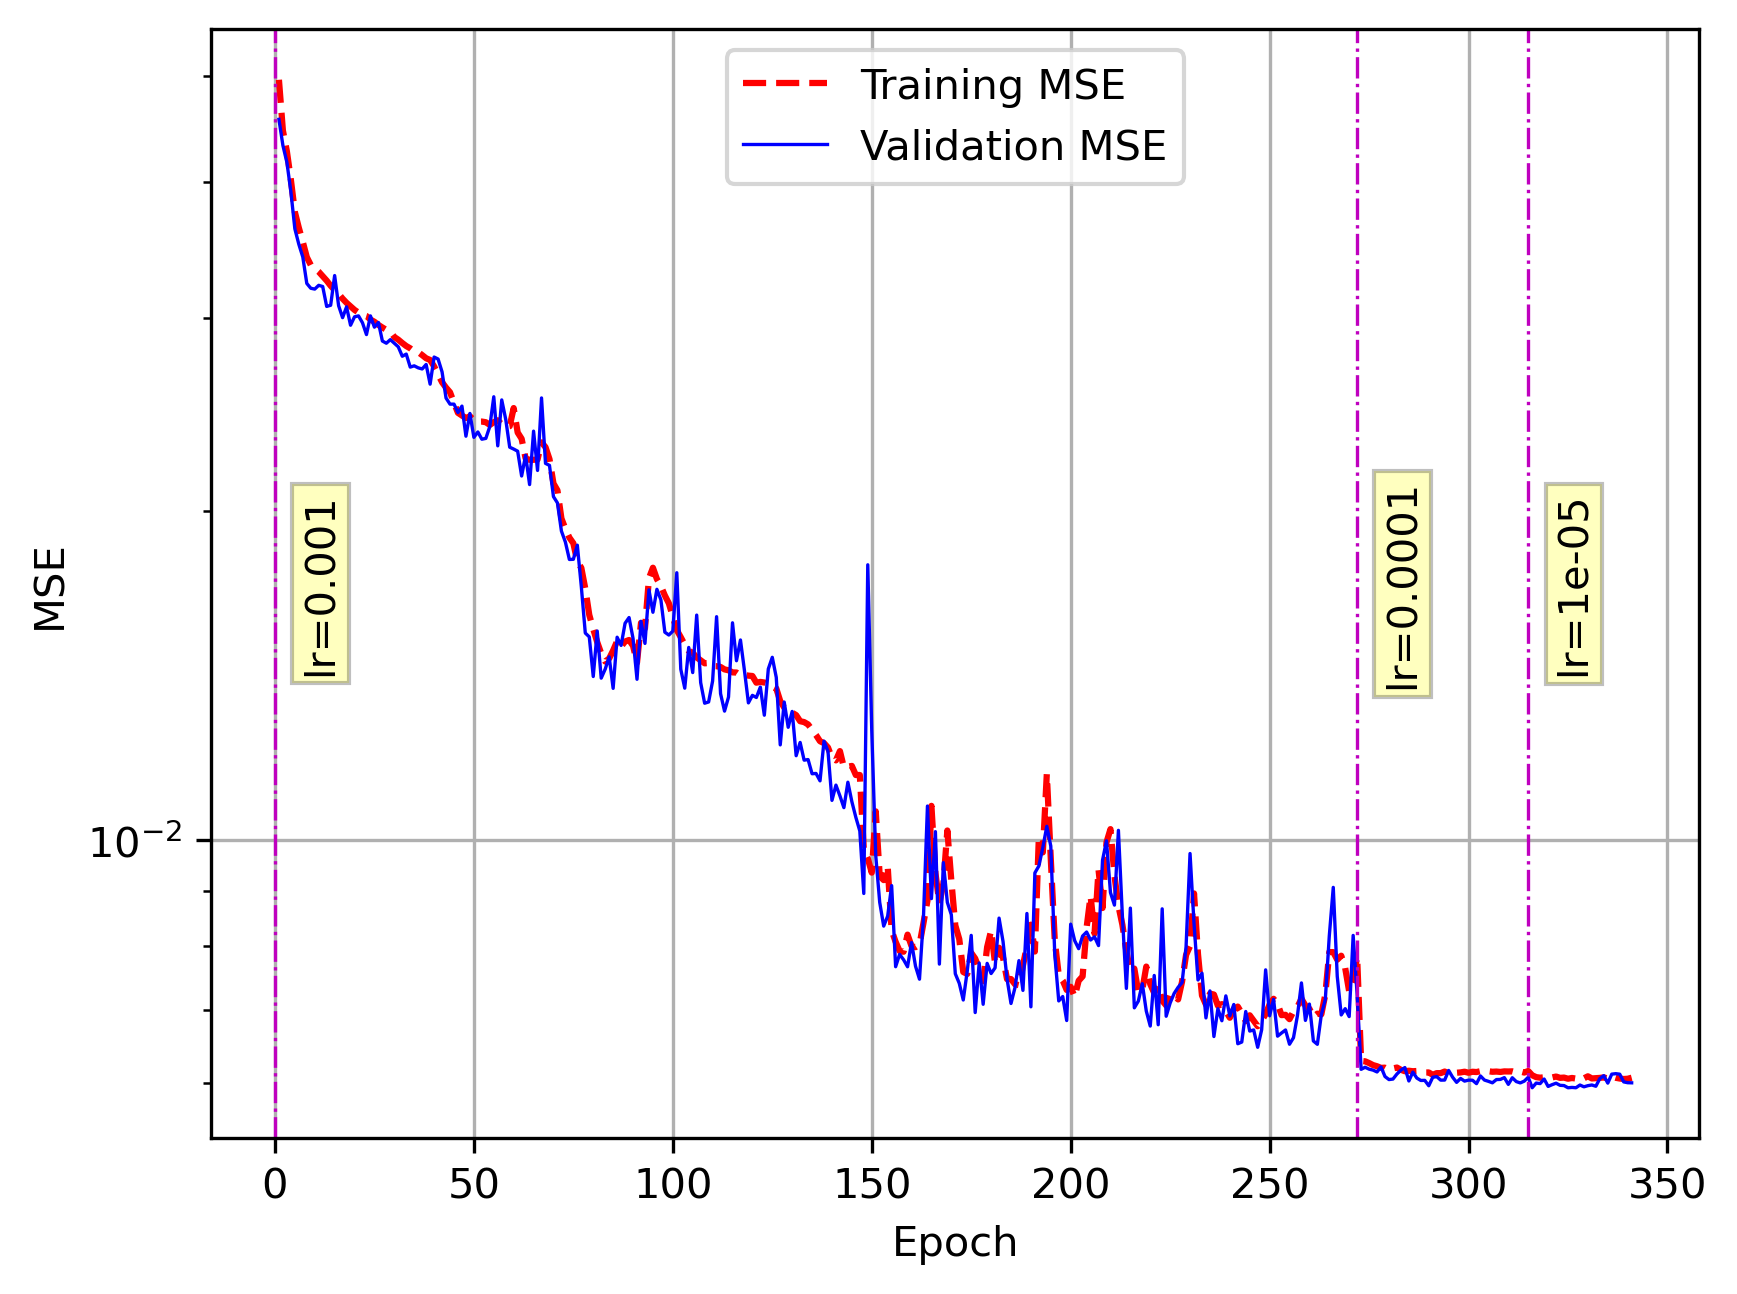 Training MSE
Validation MSE
MSE
10⁻²
lr=0.001
lr=0.0001
lr=1e-05
0 50 100 150 200 250 300 350
Epoch